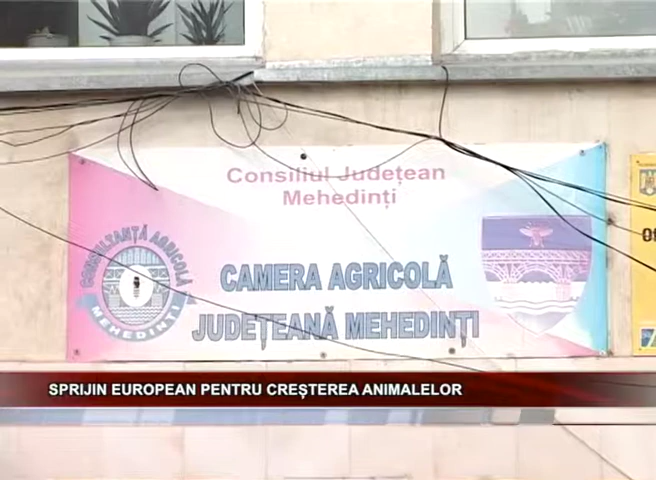 Consiliul Județean
Mehedinți
CONSULTANȚĂ AGRICOLĂ
MEHEDINȚI
CAMERA AGRICOLĂ
JUDEȚEANĂ MEHEDINȚI
SPRIJIN EUROPEAN PENTRU CREȘTEREA ANIMALELOR